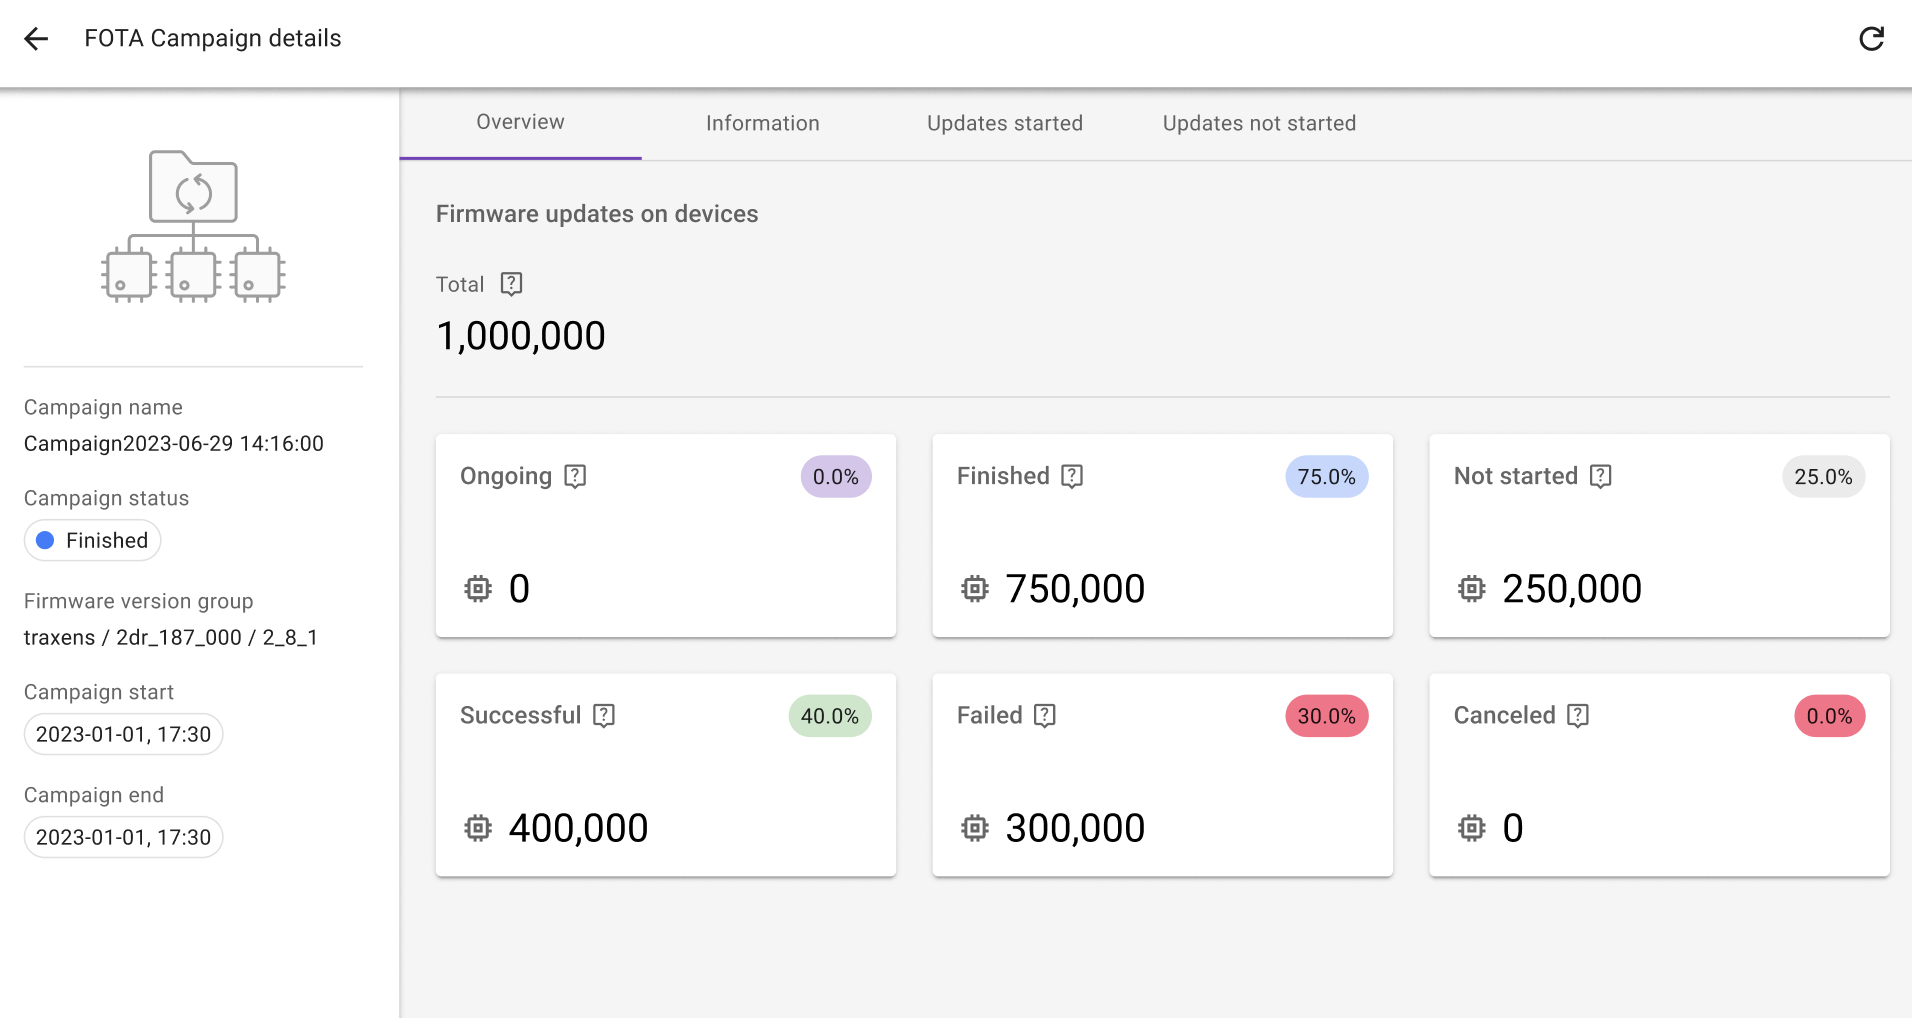 FOTA Campaign details
Overview
Information
Updates started
Updates not started
Campaign name
Campaign2023-06-29 14:16:00
Campaign status
Finished
Firmware version group
traxens / 2dr_187_000 / 2_8_1
Campaign start
2023-01-01, 17:30
Campaign end
2023-01-01, 17:30
Firmware updates on devices
Total
1,000,000
Ongoing
0.0%
0
Finished
75.0%
750,000
Not started
25.0%
250,000
Successful
40.0%
400,000
Failed
30.0%
300,000
Canceled
0.0%
0